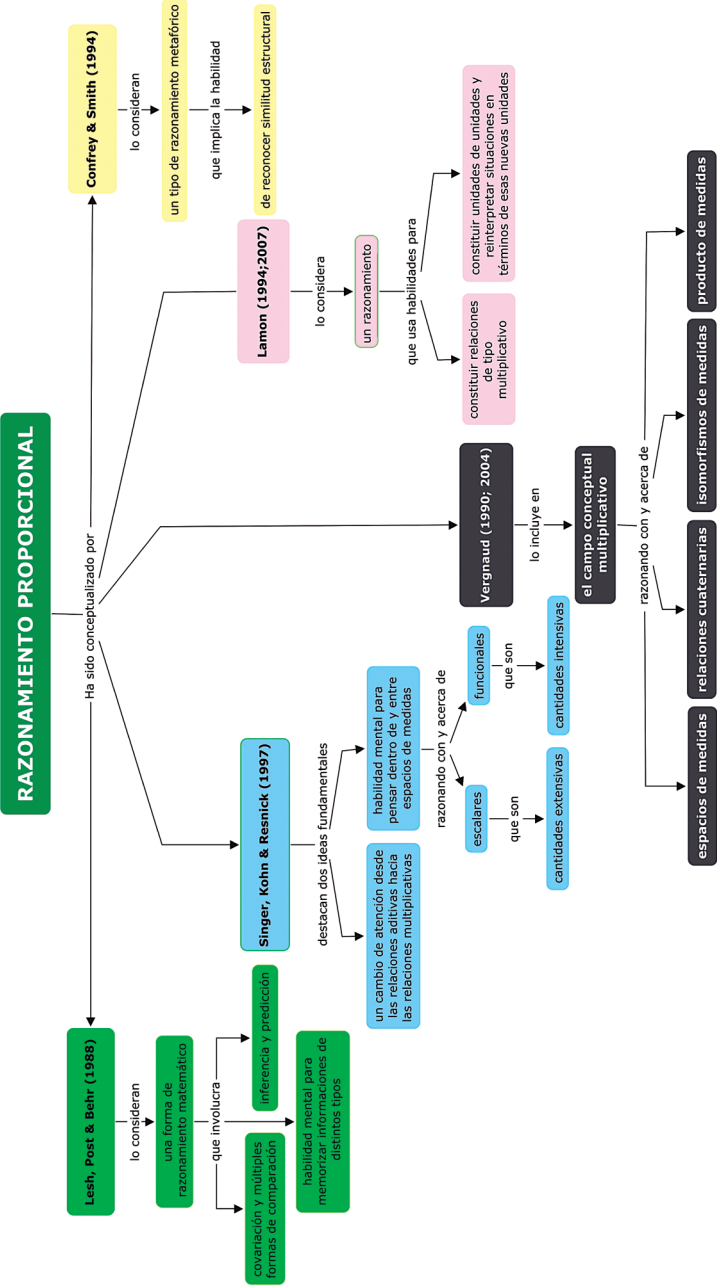 RAZONAMIENTO PROPORCIONAL
Ha sido conceptualizado por
Lesh, Post & Behr (1988)
lo consideran
una forma de
razonamiento matemático
que involucra
covariación y múltiples
formas de comparación
habilidad mental para
memorizar informaciones de
distintos tipos
inferencia y predicción
Singer, Kohn & Resnick (1997)
destacan dos ideas fundamentales
un cambio de atención desde
las relaciones aditivas hacia
las relaciones multiplicativas
habilidad mental para
pensar dentro de y entre
espacios de medidas
razonando con y acerca de
escalares
que son
cantidades extensivas
funcionales
que son
cantidades intensivas
Vergnaud (1990; 2004)
lo incluye en
el campo conceptual
multiplicativo
razonando con y acerca de
espacios de medidas
relaciones cuaternarias
isomorfismos de medidas
producto de medidas
Lamon (1994;2007)
lo considera
un razonamiento
que usa habilidades para
constituir relaciones
de tipo
multiplicativo
constituir unidades de unidades y
reinterpretar situaciones en
términos de esas nuevas unidades
Confrey & Smith (1994)
lo consideran
un tipo de razonamiento metafórico
que implica la habilidad
de reconocer similitud estructural